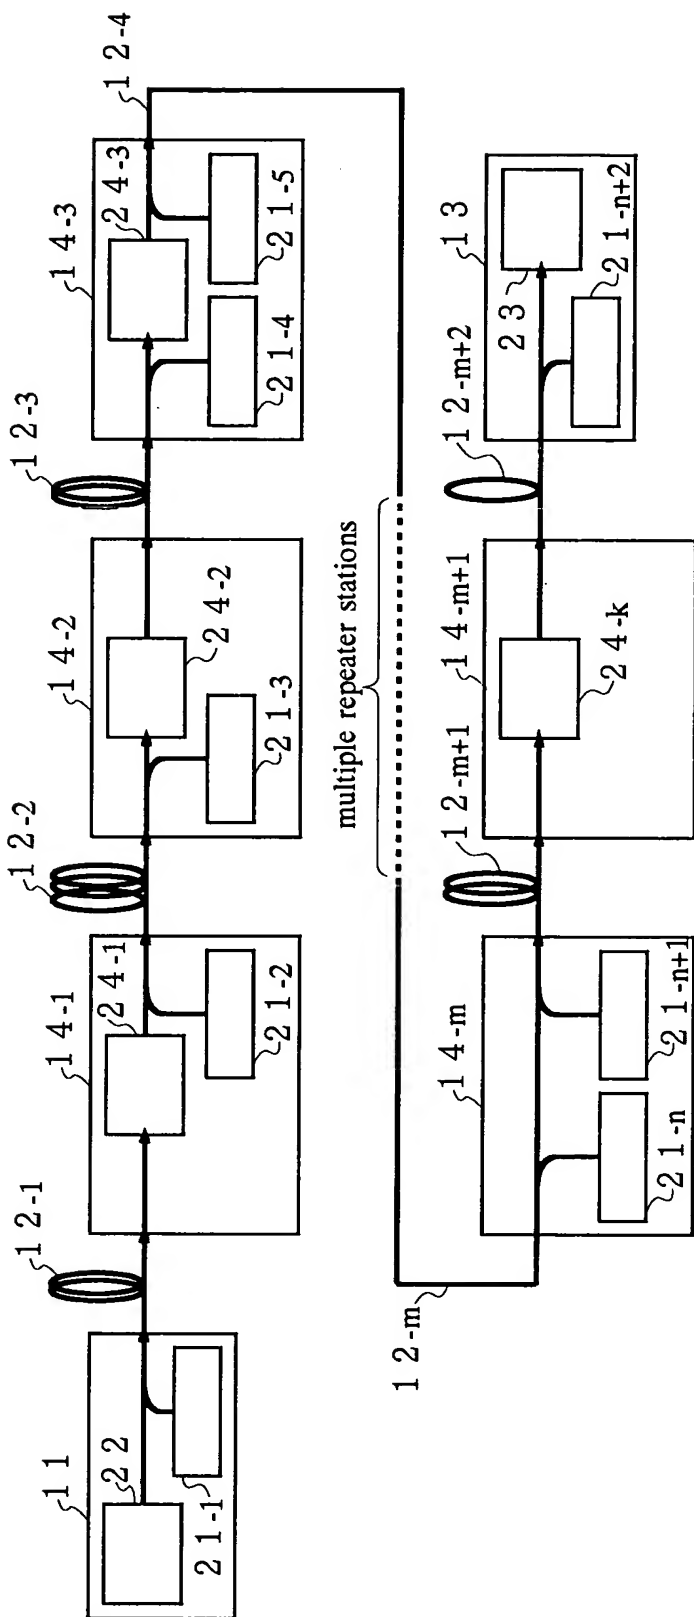 1 1
2 2
2 1-1
1 2-1
1 4-1
2 4-1
2 1-2
1 2-2
1 4-2
2 4-2
2 1-3
1 2-3
1 4-3
2 4-3
2 1-4
2 1-5
1 2-4
multiple repeater stations
1 2-m
1 4-m
2 1-n
2 1-n+1
1 2-m+1
1 4-m+1
2 4-k
1 2-m+2
1 3
2 3
2 1-n+2